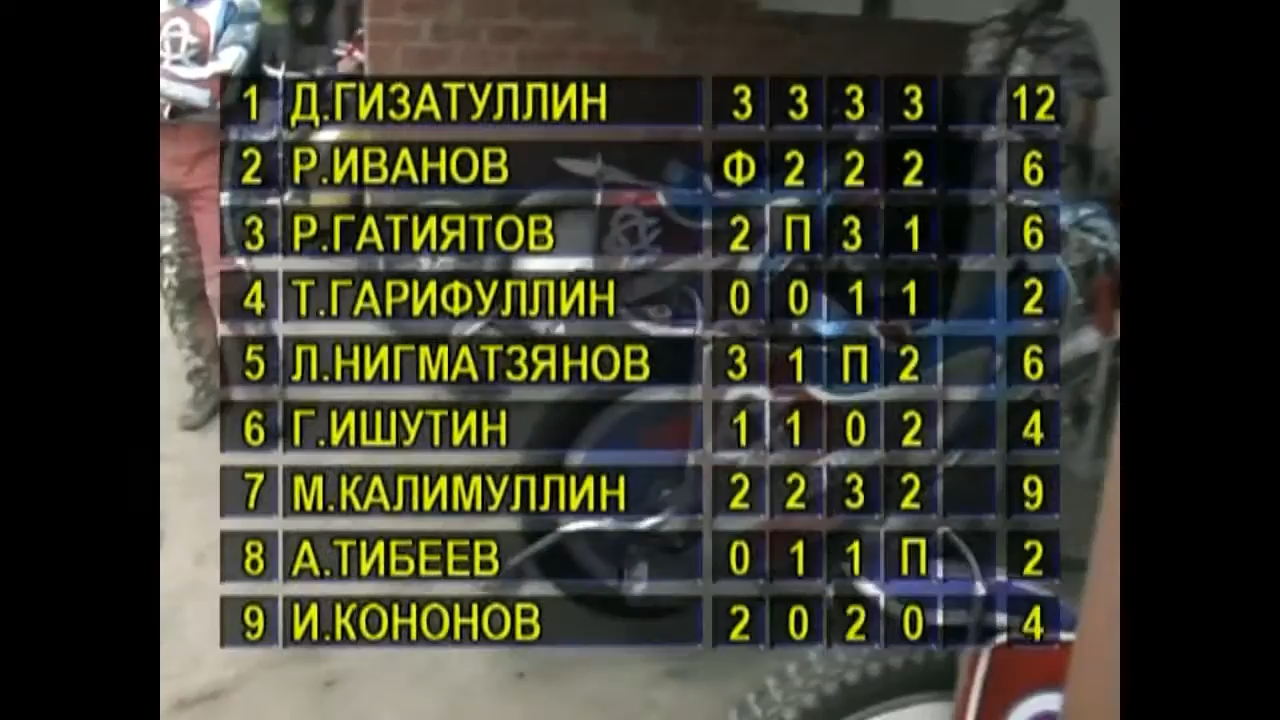 1 Д.ГИЗАТУЛЛИН 3 3 3 3 12
2 Р.ИВАНОВ Ф 2 2 2 6
3 Р.ГАТИЯТОВ 2 П 3 1 6
4 Т.ГАРИФУЛЛИН 0 0 1 1 2
5 Л.НИГМАТЗЯНОВ 3 1 П 2 6
6 Г.ИШУТИН 1 1 0 2 4
7 М.КАЛИМУЛЛИН 2 2 3 2 9
8 А.ТИБЕЕВ 0 1 1 П 2
9 И.КОНОНОВ 2 0 2 0 4